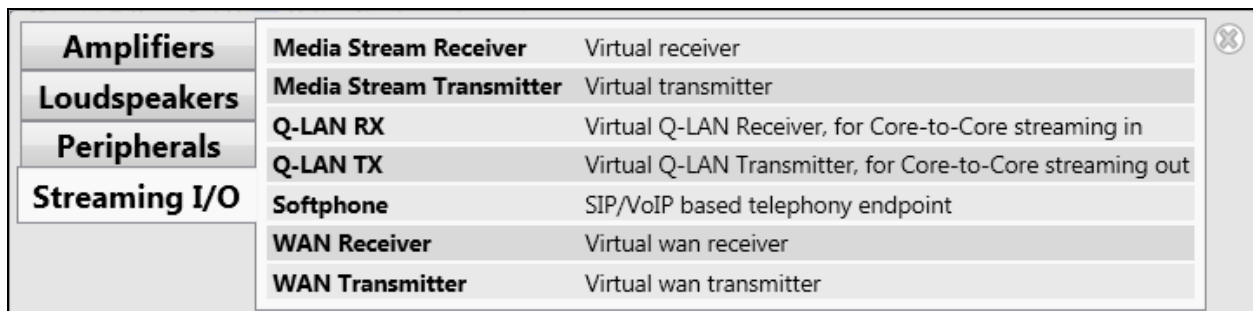 Amplifiers
Loudspeakers
Peripherals
Streaming I/O
Media Stream Receiver Virtual receiver
Media Stream Transmitter Virtual transmitter
Q-LAN RX Virtual Q-LAN Receiver, for Core-to-Core streaming in
Q-LAN TX Virtual Q-LAN Transmitter, for Core-to-Core streaming out
Softphone SIP/VoIP based telephony endpoint
WAN Receiver Virtual wan receiver
WAN Transmitter Virtual wan transmitter